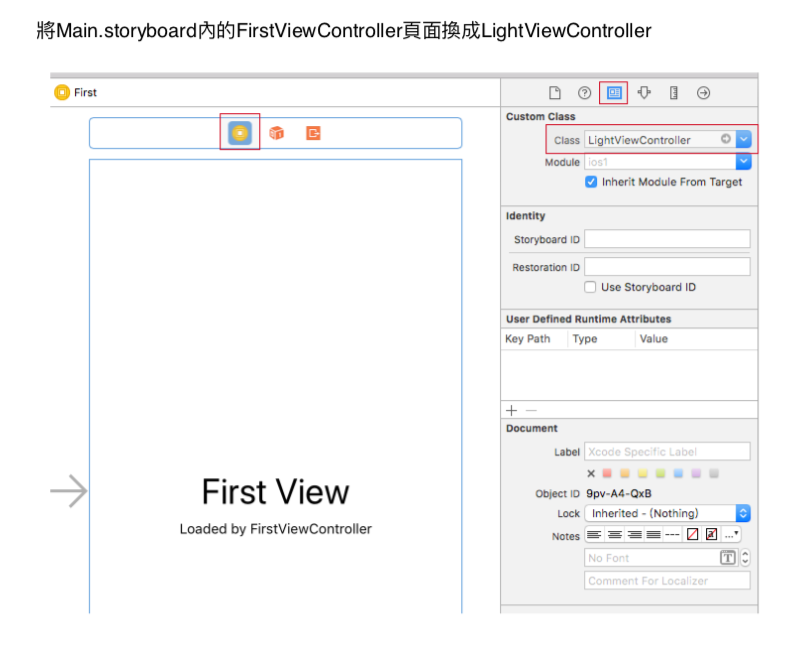 將Main.storyboard內的FirstViewController頁面換成LightViewController
First
Custom Class
Class LightViewController
Module ios1
Inherit Module From Target
Identity
Storyboard ID
Restoration ID
Use Storyboard ID
User Defined Runtime Attributes
Key Path Type Value
Document
Label Xcode Specific Label
Object ID 9pv-A4-QxB
Lock Inherited - (Nothing)
Notes
No Font
Comment For Localizer
First View
Loaded by FirstViewController